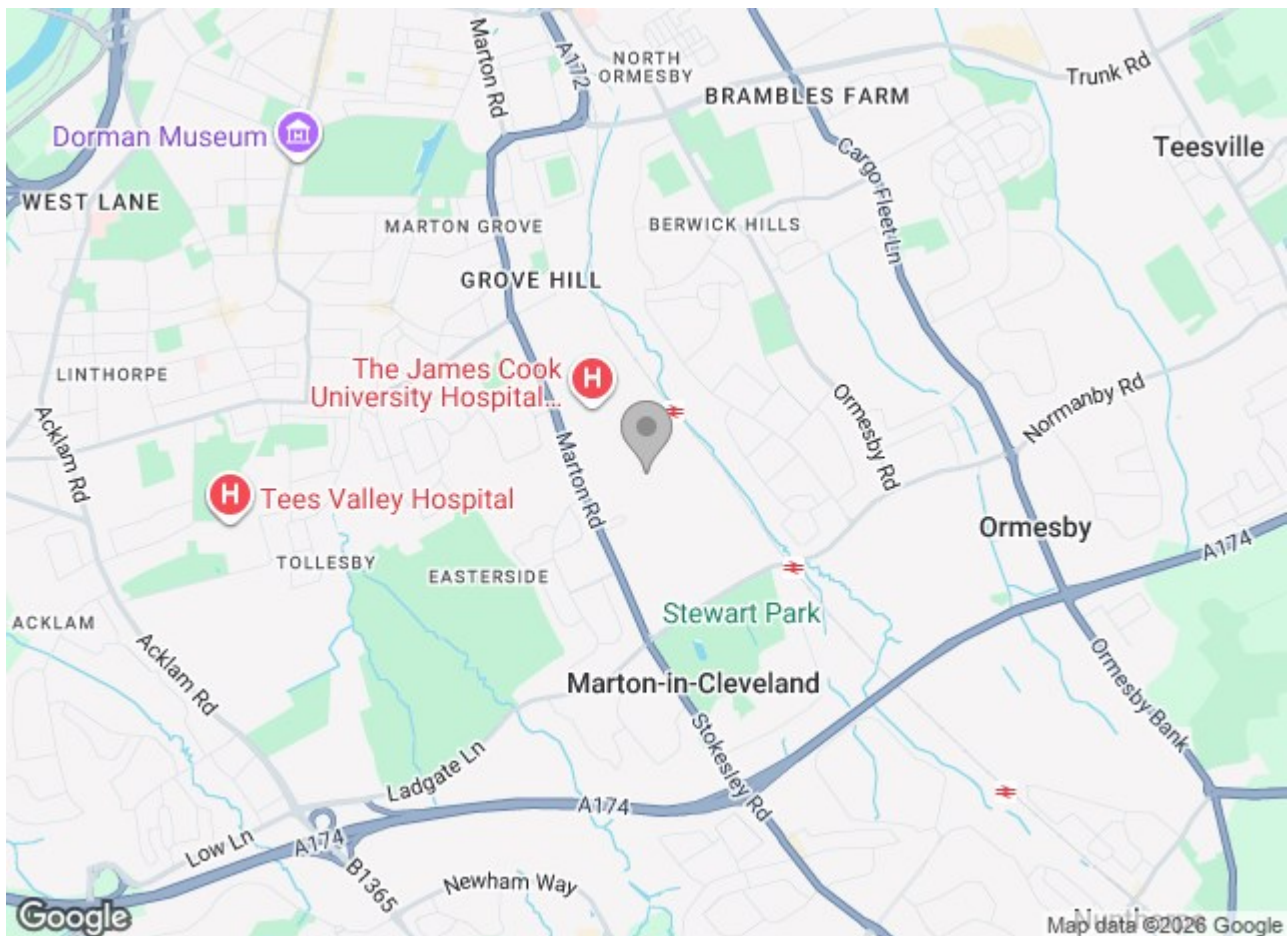 Marton Rd
A172
NORTH
ORMESBY
Trunk Rd
BRAMBLES FARM
Dorman Museum
Teesville
Cargo Fleet Ln
WEST LANE
MARTON GROVE
BERWICK HILLS
GROVE HILL
The James Cook
University Hospital...
LINTHORPE
Acklam Rd
Ormesby Rd
Normanby Rd
Marton Rd
Tees Valley Hospital
Ormesby
A174
TOLLESBY
EASTERSIDE
Stewart Park
ACKLAM
Acklam Rd
Marton-in-Cleveland
Ormesby Bank
Stokesley Rd
Ladgate Ln
A174
Low Ln
A174
B1365
Newham Way
Google
Map data ©2026 Google